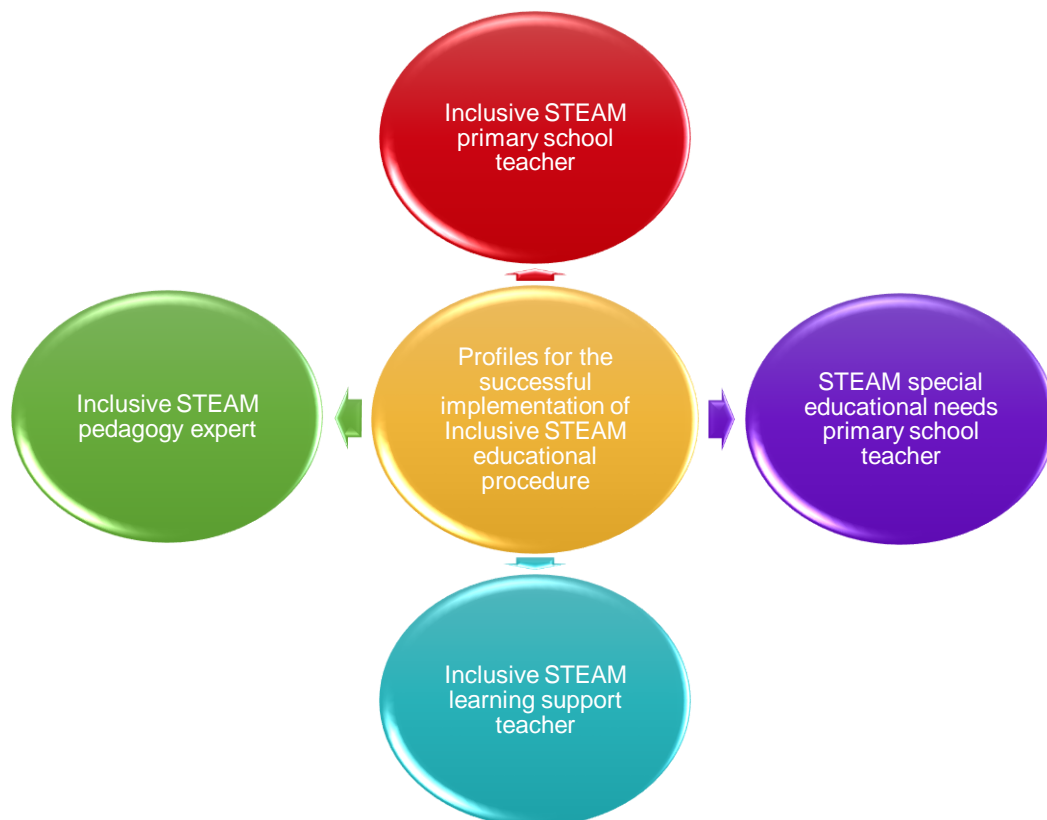 Inclusive STEAM
primary school
teacher
Inclusive STEAM
pedagogy expert
Profiles for the
successful
implementation of
Inclusive STEAM
educational
procedure
STEAM special
educational needs
primary school
teacher
Inclusive STEAM
learning support
teacher